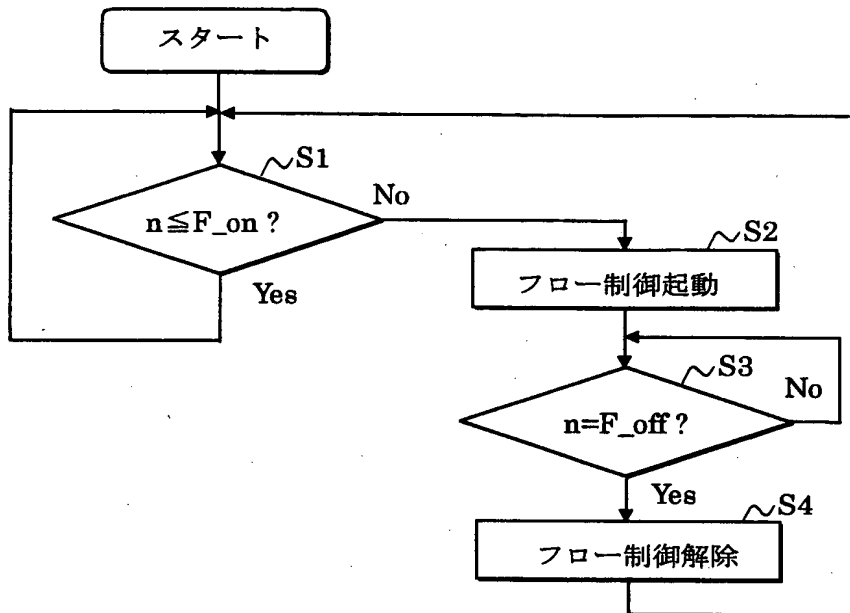 スタート
S1
n≦F_on ?
No
Yes
S2
フロー制御起動
S3
n=F_off ?
No
Yes
S4
フロー制御解除